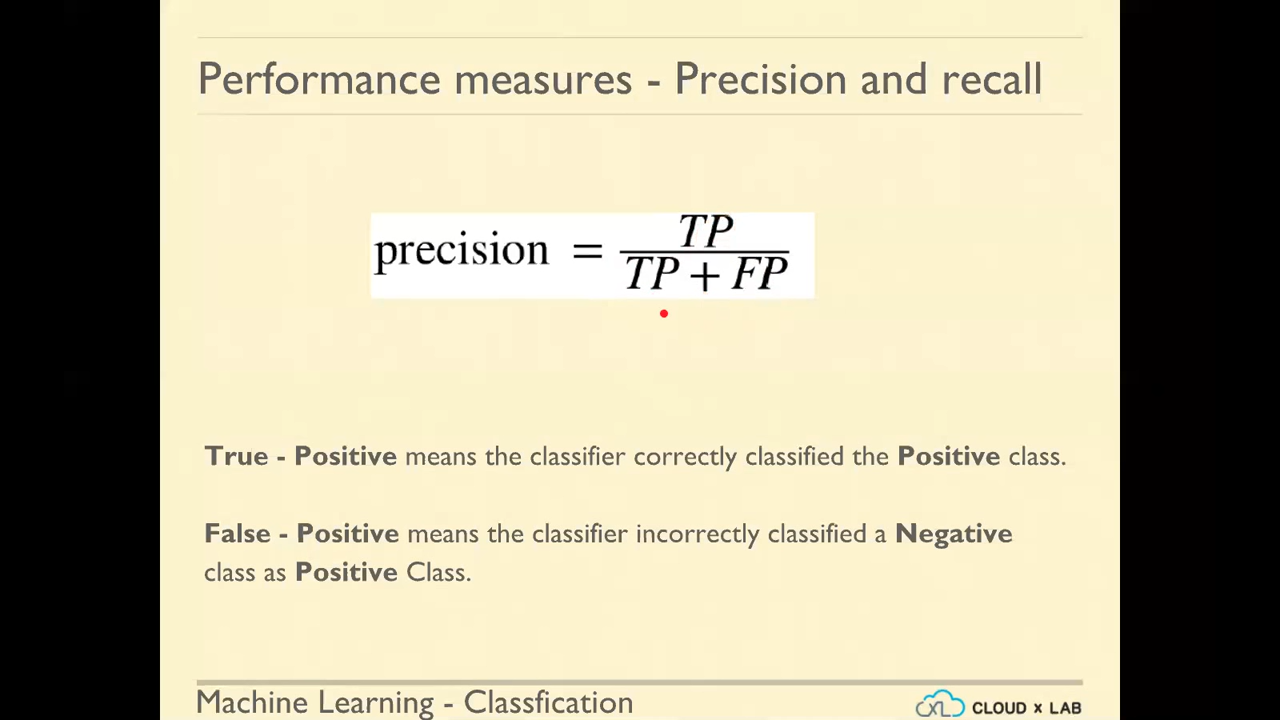 Performance measures - Precision and recall
precision = TP / TP + FP
True - Positive means the classifier correctly classified the Positive class.
False - Positive means the classifier incorrectly classified a Negative
class as Positive Class.
Machine Learning - Classfication
CLOUD x LAB